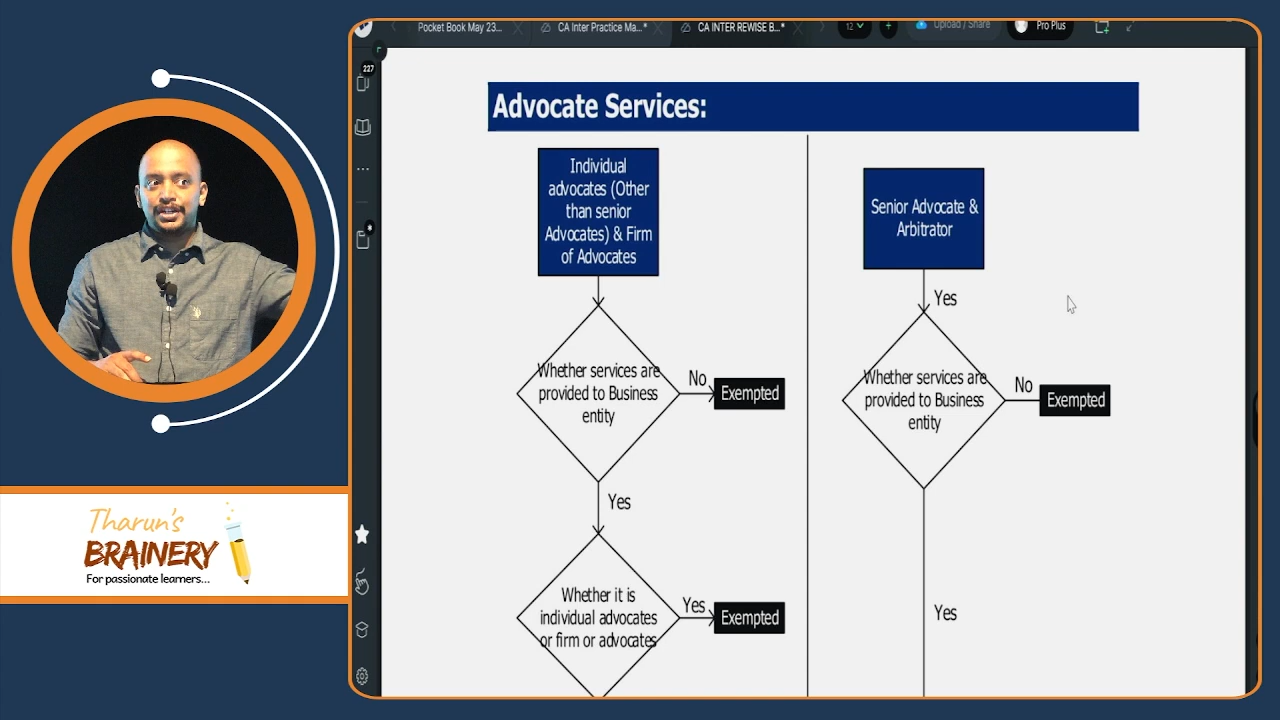 Pocket Book May 23...
CA Inter Practice Ma...*
CA INTER REWISE B...*
12
Upload / Share
Pro Plus
227
Advocate Services:
Individual
advocates (Other
than senior
Advocates) & Firm
of Advocates
Whether services are
provided to Business
entity
No
Exempted
Yes
Whether it is
individual advocates
or firm or advocates
Yes
Exempted
Senior Advocate &
Arbitrator
Yes
Whether services are
provided to Business
entity
No
Exempted
Yes
Tharun's
BRAINERY
For passionate learners...